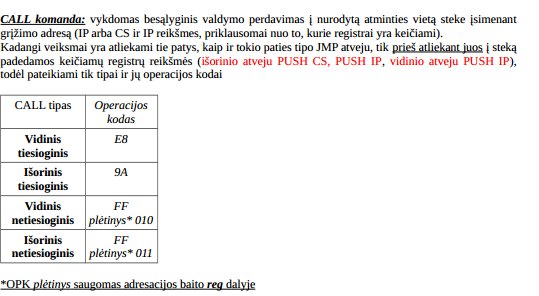 CALL komanda: vykdomas besąlyginis valdymo perdavimas į nurodytą atminties vietą steke įsimenant
grįžimo adresą (IP arba CS ir IP reikšmes, priklausomai nuo to, kurie registrai yra keičiami).
Kadangi veiksmai yra atliekami tie patys, kaip ir tokio paties tipo JMP atveju, tik prieš atliekant juos į steką
padedamos keičiamų registrų reikšmės (išorinio atveju PUSH CS, PUSH IP, vidinio atveju PUSH IP),
todėl pateikiami tik tipai ir jų operacijos kodai
CALL tipas Operacijos
kodas
Vidinis
tiesioginis
E8
Išorinis
tiesioginis
9A
Vidinis
netiesioginis
FF
plėtinys* 010
Išorinis
netiesioginis
FF
plėtinys* 011
*OPK plėtinys saugomas adresacijos baito reg dalyje